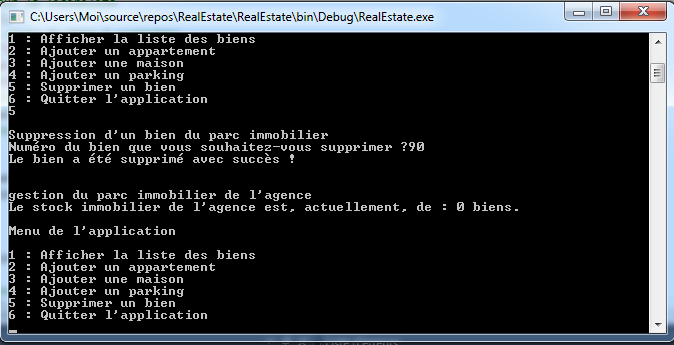 C:\Users\Moi\source\repos\RealEstate\RealEstate\bin\Debug\RealEstate.exe
1 : Afficher la liste des biens
2 : Ajouter un appartement
3 : Ajouter une maison
4 : Ajouter un parking
5 : Supprimer un bien
6 : Quitter l'application
5
Suppression d'un bien du parc immobilier
Numéro du bien que vous souhaitez-vous supprimer ?90
Le bien a été supprimé avec succès !
gestion du parc immobilier de l'agence
Le stock immobilier de l'agence est, actuellement, de : 0 biens.
Menu de l'application
1 : Afficher la liste des biens
2 : Ajouter un appartement
3 : Ajouter une maison
4 : Ajouter un parking
5 : Supprimer un bien
6 : Quitter l'application